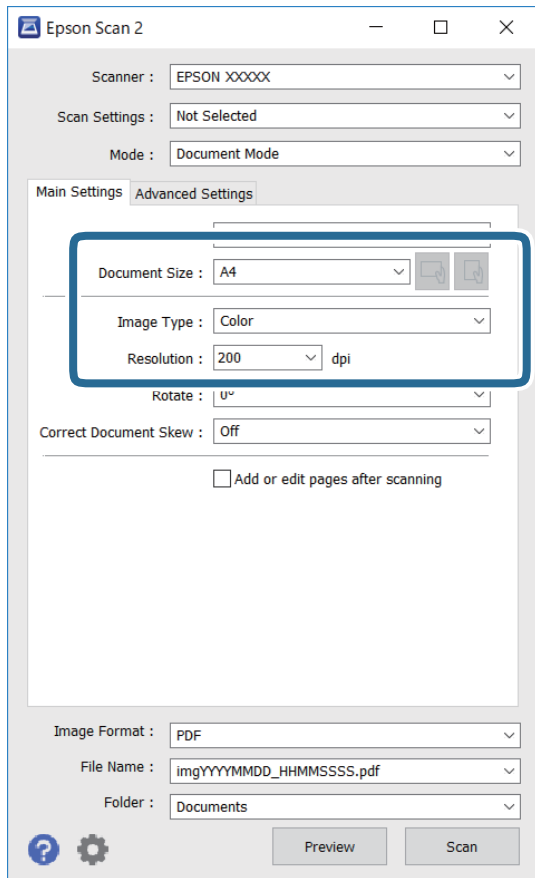 Epson Scan 2
Scanner : EPSON XXXXX
Scan Settings : Not Selected
Mode : Document Mode
Main Settings Advanced Settings
Document Size : A4
Image Type : Color
Resolution : 200 dpi
Rotate : 0°
Correct Document Skew : Off
Add or edit pages after scanning
Image Format : PDF
File Name : imgYYYYMMDD_HHMMSSSS.pdf
Folder : Documents
? Preview Scan